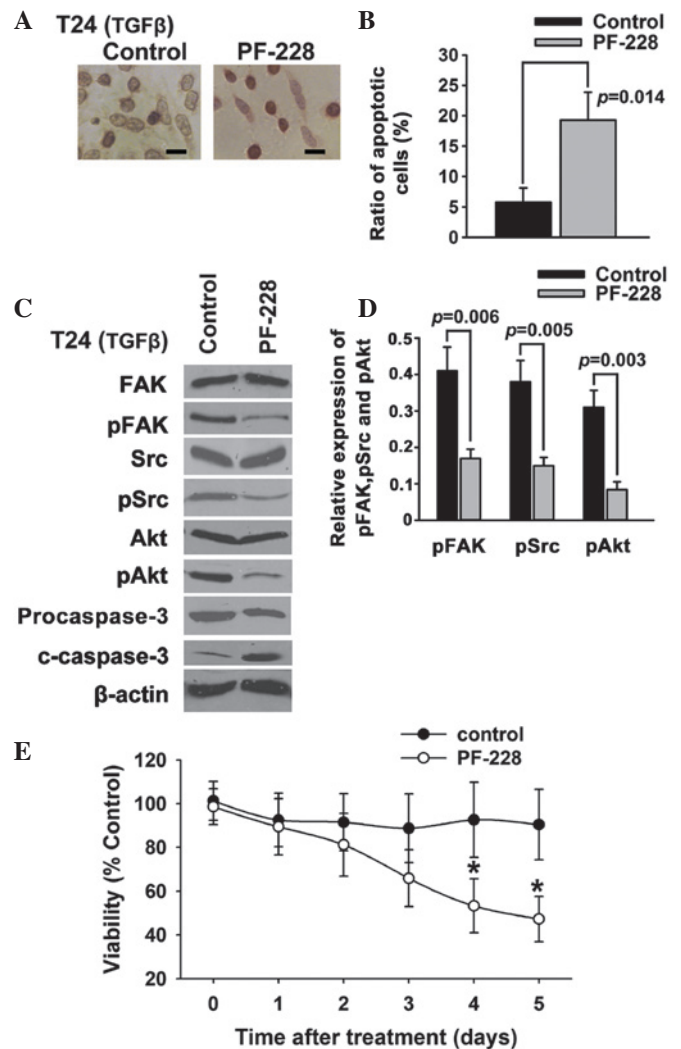 A
T24 (TGFβ)
Control PF-228
B
Control
PF-228
Ratio of apoptotic
cells (%)
30
25
20
15
10
5
0
p=0.014
C
T24 (TGFβ)
Control
PF-228
FAK
pFAK
Src
pSrc
Akt
pAkt
Procaspase-3
c-caspase-3
β-actin
D
Control
PF-228
Relative expression of
pFAK,pSrc and pAkt
0.5
0.4
0.3
0.2
0.1
0
p=0.006
p=0.005
p=0.003
pFAK pSrc pAkt
E
control
PF-228
Viability (% Control)
120
100
80
60
40
20
*
*
0 1 2 3 4 5
Time after treatment (days)